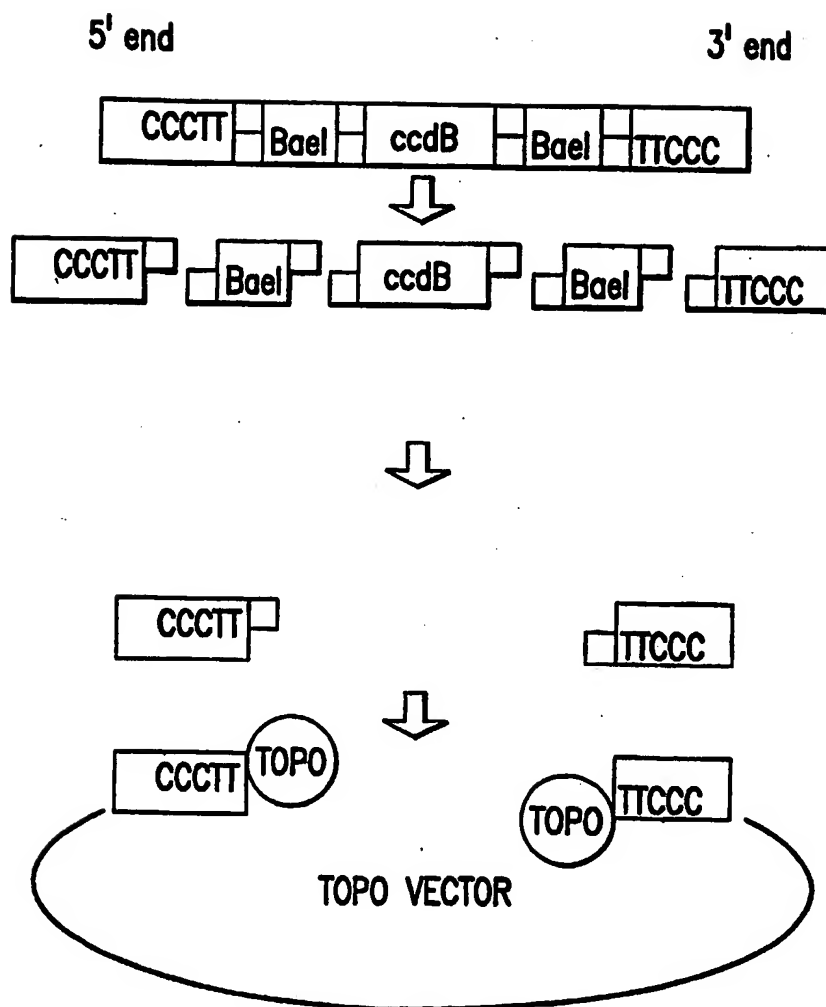 5' end 3' end
CCCTT BaeI ccdB BaeI TTCCC
CCCTT BaeI ccdB BaeI TTCCC
CCCTT TTCCC
CCCTT TOPO TOPO TTCCC
TOPO VECTOR